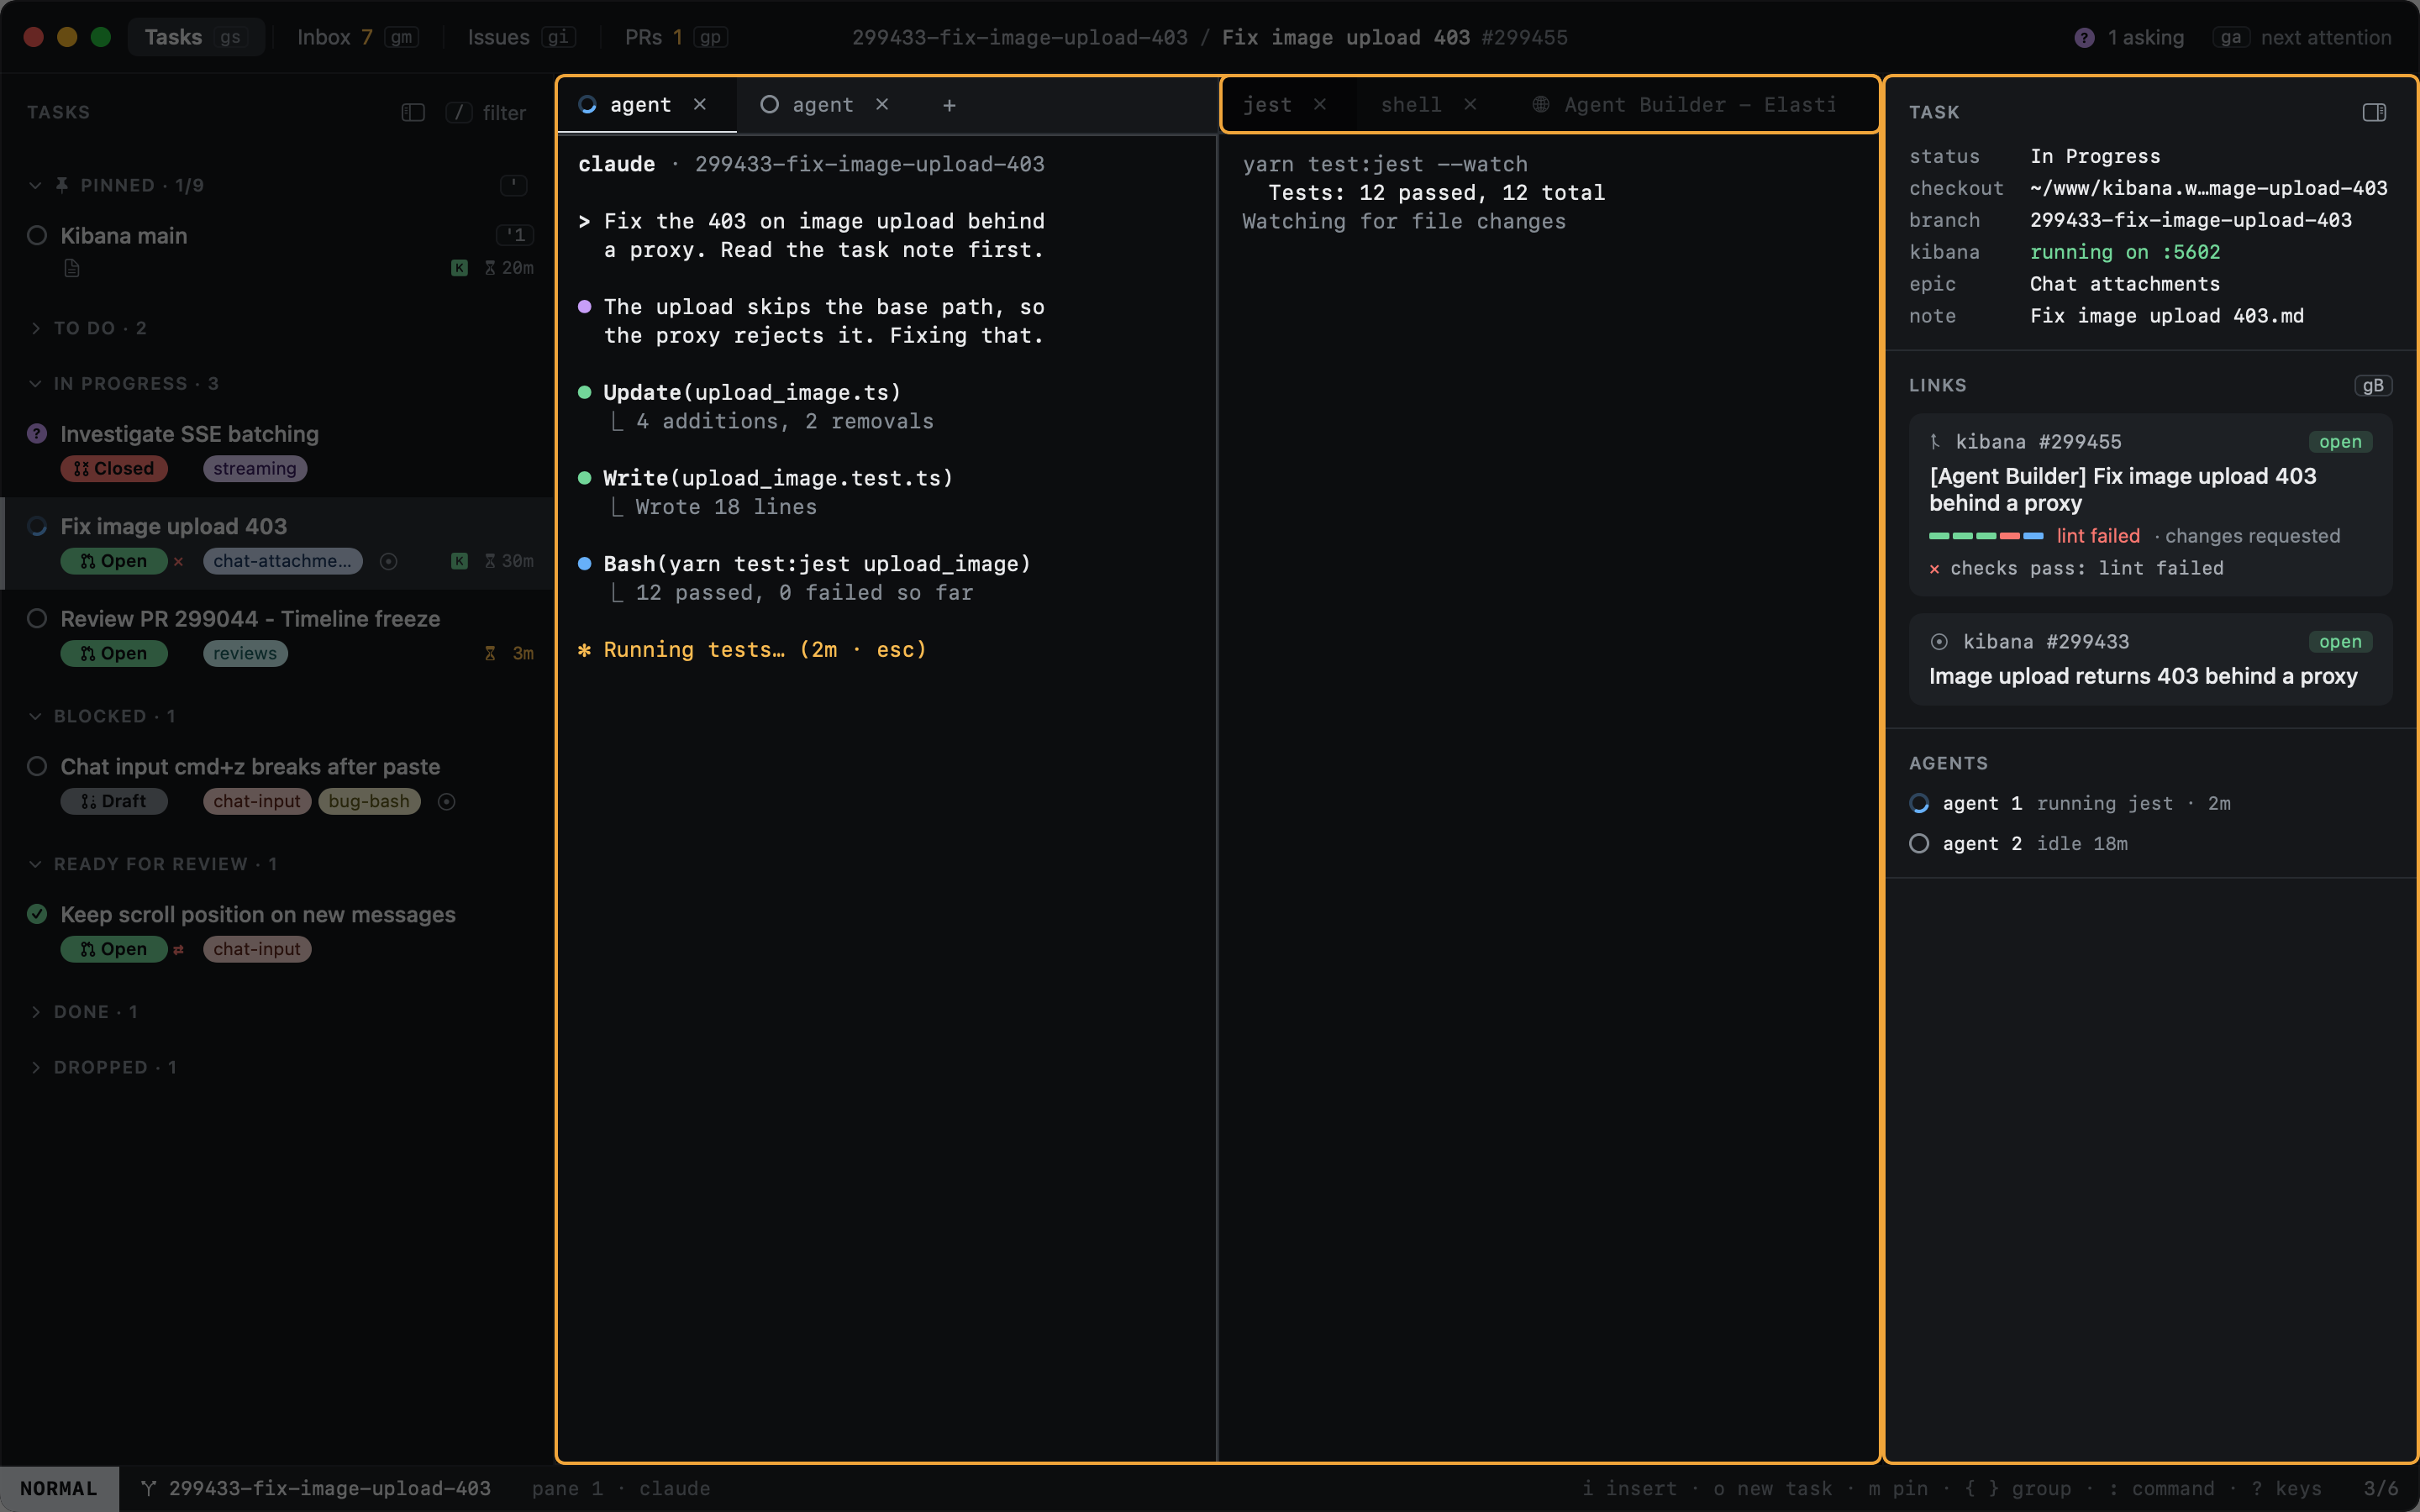 Tasks gs Inbox 7 gm Issues gi PRs 1 gp 299433-fix-image-upload-403 / Fix image upload 403 #299455 ? 1 asking ga next attention
TASKS / filter
PINNED · 1/9 '
Kibana main '1
K 20m
TO DO · 2
IN PROGRESS · 3
? Investigate SSE batching
Closed streaming
Fix image upload 403
Open × chat-attachme… K 30m
Review PR 299044 - Timeline freeze
Open reviews 3m
BLOCKED · 1
Chat input cmd+z breaks after paste
Draft chat-input bug-bash
READY FOR REVIEW · 1
Keep scroll position on new messages
Open ⇄ chat-input
DONE · 1
DROPPED · 1
agent × agent × +
claude · 299433-fix-image-upload-403
> Fix the 403 on image upload behind
a proxy. Read the task note first.
● The upload skips the base path, so
the proxy rejects it. Fixing that.
● Update(upload_image.ts)
⎿ 4 additions, 2 removals
● Write(upload_image.test.ts)
⎿ Wrote 18 lines
● Bash(yarn test:jest upload_image)
⎿ 12 passed, 0 failed so far
✻ Running tests… (2m · esc)
jest × shell × Agent Builder – Elasti
yarn test:jest --watch
Tests: 12 passed, 12 total
Watching for file changes
TASK
status In Progress
checkout ~/www/kibana.w…mage-upload-403
branch 299433-fix-image-upload-403
kibana running on :5602
epic Chat attachments
note Fix image upload 403.md
LINKS gB
kibana #299455 open
[Agent Builder] Fix image upload 403
behind a proxy
lint failed · changes requested
× checks pass: lint failed
kibana #299433 open
Image upload returns 403 behind a proxy
AGENTS
agent 1 running jest · 2m
agent 2 idle 18m
NORMAL 299433-fix-image-upload-403 pane 1 · claude i insert · o new task · m pin · { } group · : command · ? keys 3/6